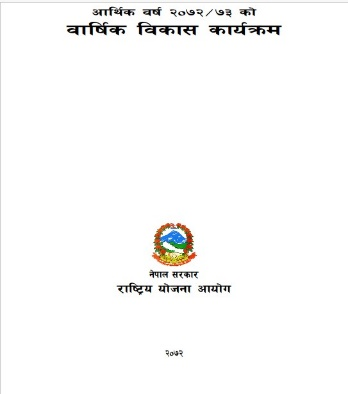 आर्थिक वर्ष २०७२/७३ को
वार्षिक विकास कार्यक्रम
नेपाल सरकार
राष्ट्रिय योजना आयोग
२०७२